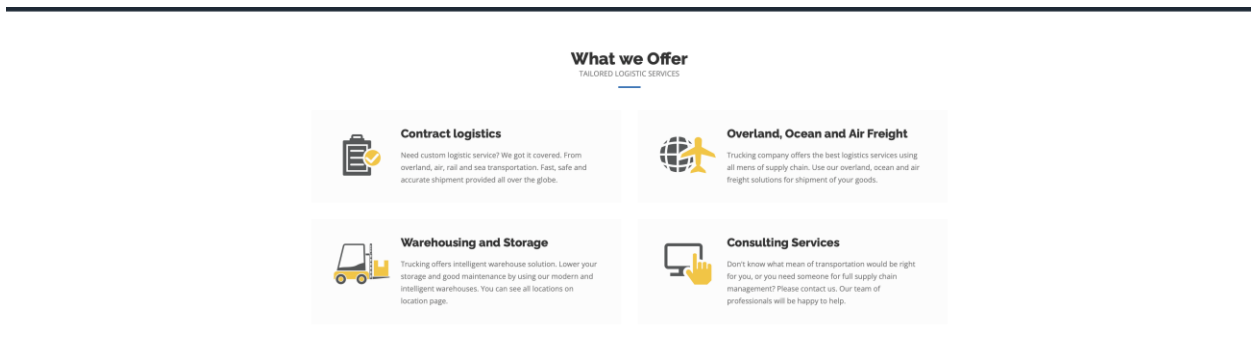 What we Offer
TAILORED LOGISTIC SERVICES
Contract logistics
Need custom logistic service? We got it covered. From
overland, air, rail and sea transportation. Fast, safe and
accurate shipment provided all over the globe.
Overland, Ocean and Air Freight
Trucking company offers the best logistics services using
all mens of supply chain. Use our overland, ocean and air
freight solutions for shipment of your goods.
Warehousing and Storage
Trucking offers intelligent warehouse solution. Lower your
storage and good maintenance by using our modern and
intelligent warehouses. You can see all locations on
location page.
Consulting Services
Don't know what mean of transportation would be right
for you, or you need someone for full supply chain
management? Please contact us. Our team of
professionals will be happy to help.